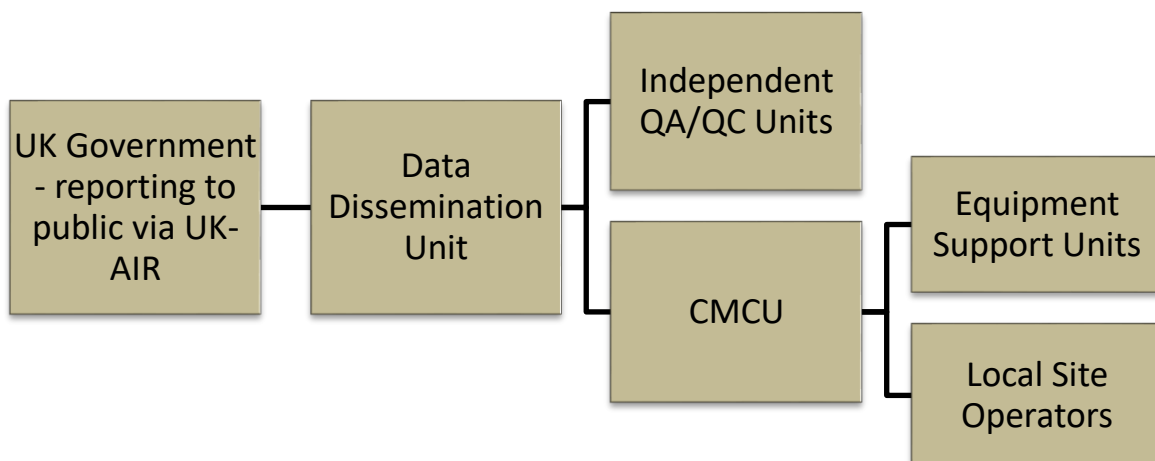 UK Government
- reporting to
public via UK-
AIR
Data
Dissemination
Unit
Independent
QA/QC Units
CMCU
Equipment
Support Units
Local Site
Operators